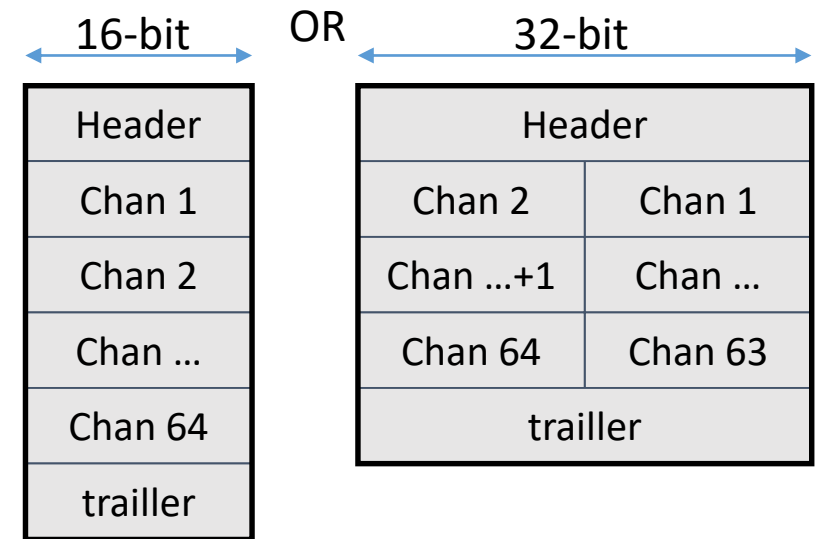 16-bit OR 32-bit
Header
Chan 1
Chan 2
Chan ...
Chan 64
trailler
Header
Chan 2 Chan 1
Chan ...+1 Chan ...
Chan 64 Chan 63
trailler